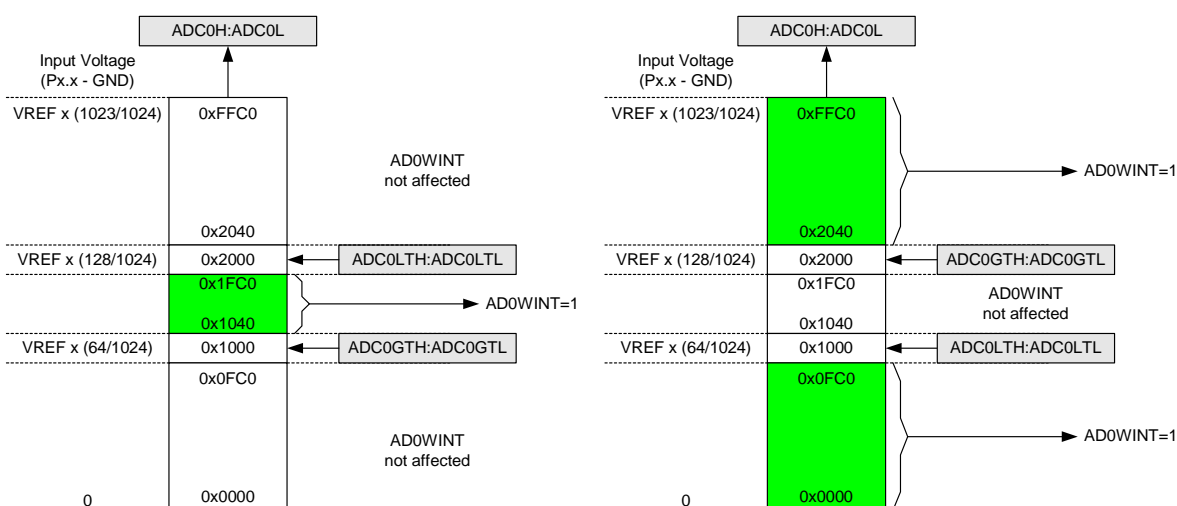 ADC0H:ADC0L
Input Voltage
(Px.x - GND)
VREF x (1023/1024)
0xFFC0
AD0WINT
not affected
0x2040
VREF x (128/1024)
0x2000
ADC0LTH:ADC0LTL
0x1FC0
AD0WINT=1
0x1040
VREF x (64/1024)
0x1000
ADC0GTH:ADC0GTL
0x0FC0
AD0WINT
not affected
0
0x0000
ADC0H:ADC0L
Input Voltage
(Px.x - GND)
VREF x (1023/1024)
0xFFC0
AD0WINT=1
0x2040
VREF x (128/1024)
0x2000
ADC0GTH:ADC0GTL
0x1FC0
AD0WINT
not affected
0x1040
VREF x (64/1024)
0x1000
ADC0LTH:ADC0LTL
0x0FC0
AD0WINT=1
0
0x0000